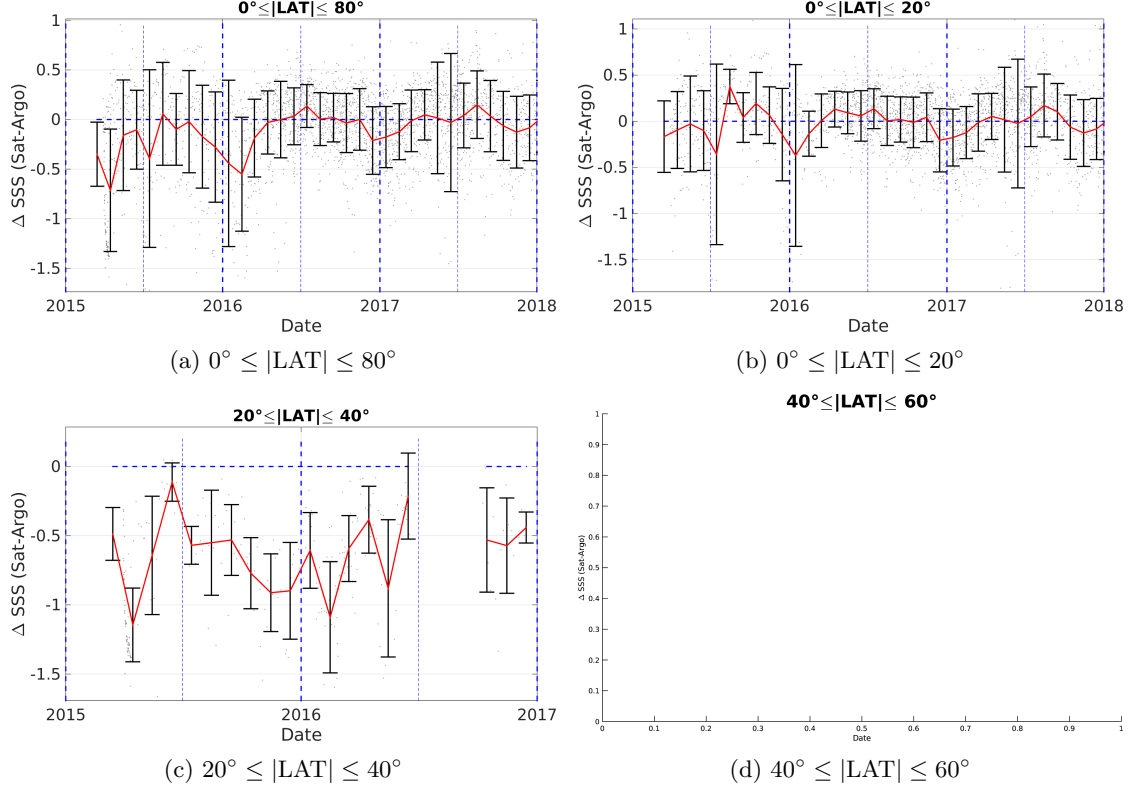 0°≤|LAT|≤ 80°
1
0.5
0
-0.5
-1
-1.5
Δ SSS (Sat-Argo)
2015 2016 2017 2018
Date
(a) 0° ≤ |LAT| ≤ 80°
0°≤|LAT|≤ 20°
1
0.5
0
-0.5
-1
-1.5
Δ SSS (Sat-Argo)
2015 2016 2017 2018
Date
(b) 0° ≤ |LAT| ≤ 20°
20°≤|LAT|≤ 40°
0
-0.5
-1
-1.5
Δ SSS (Sat-Argo)
2015 2016 2017
Date
(c) 20° ≤ |LAT| ≤ 40°
40°≤|LAT|≤ 60°
1
0.9
0.8
0.7
0.6
0.5
0.4
0.3
0.2
0.1
0
Δ SSS (Sat-Argo)
0 0.1 0.2 0.3 0.4 0.5 0.6 0.7 0.8 0.9 1
Date
(d) 40° ≤ |LAT| ≤ 60°